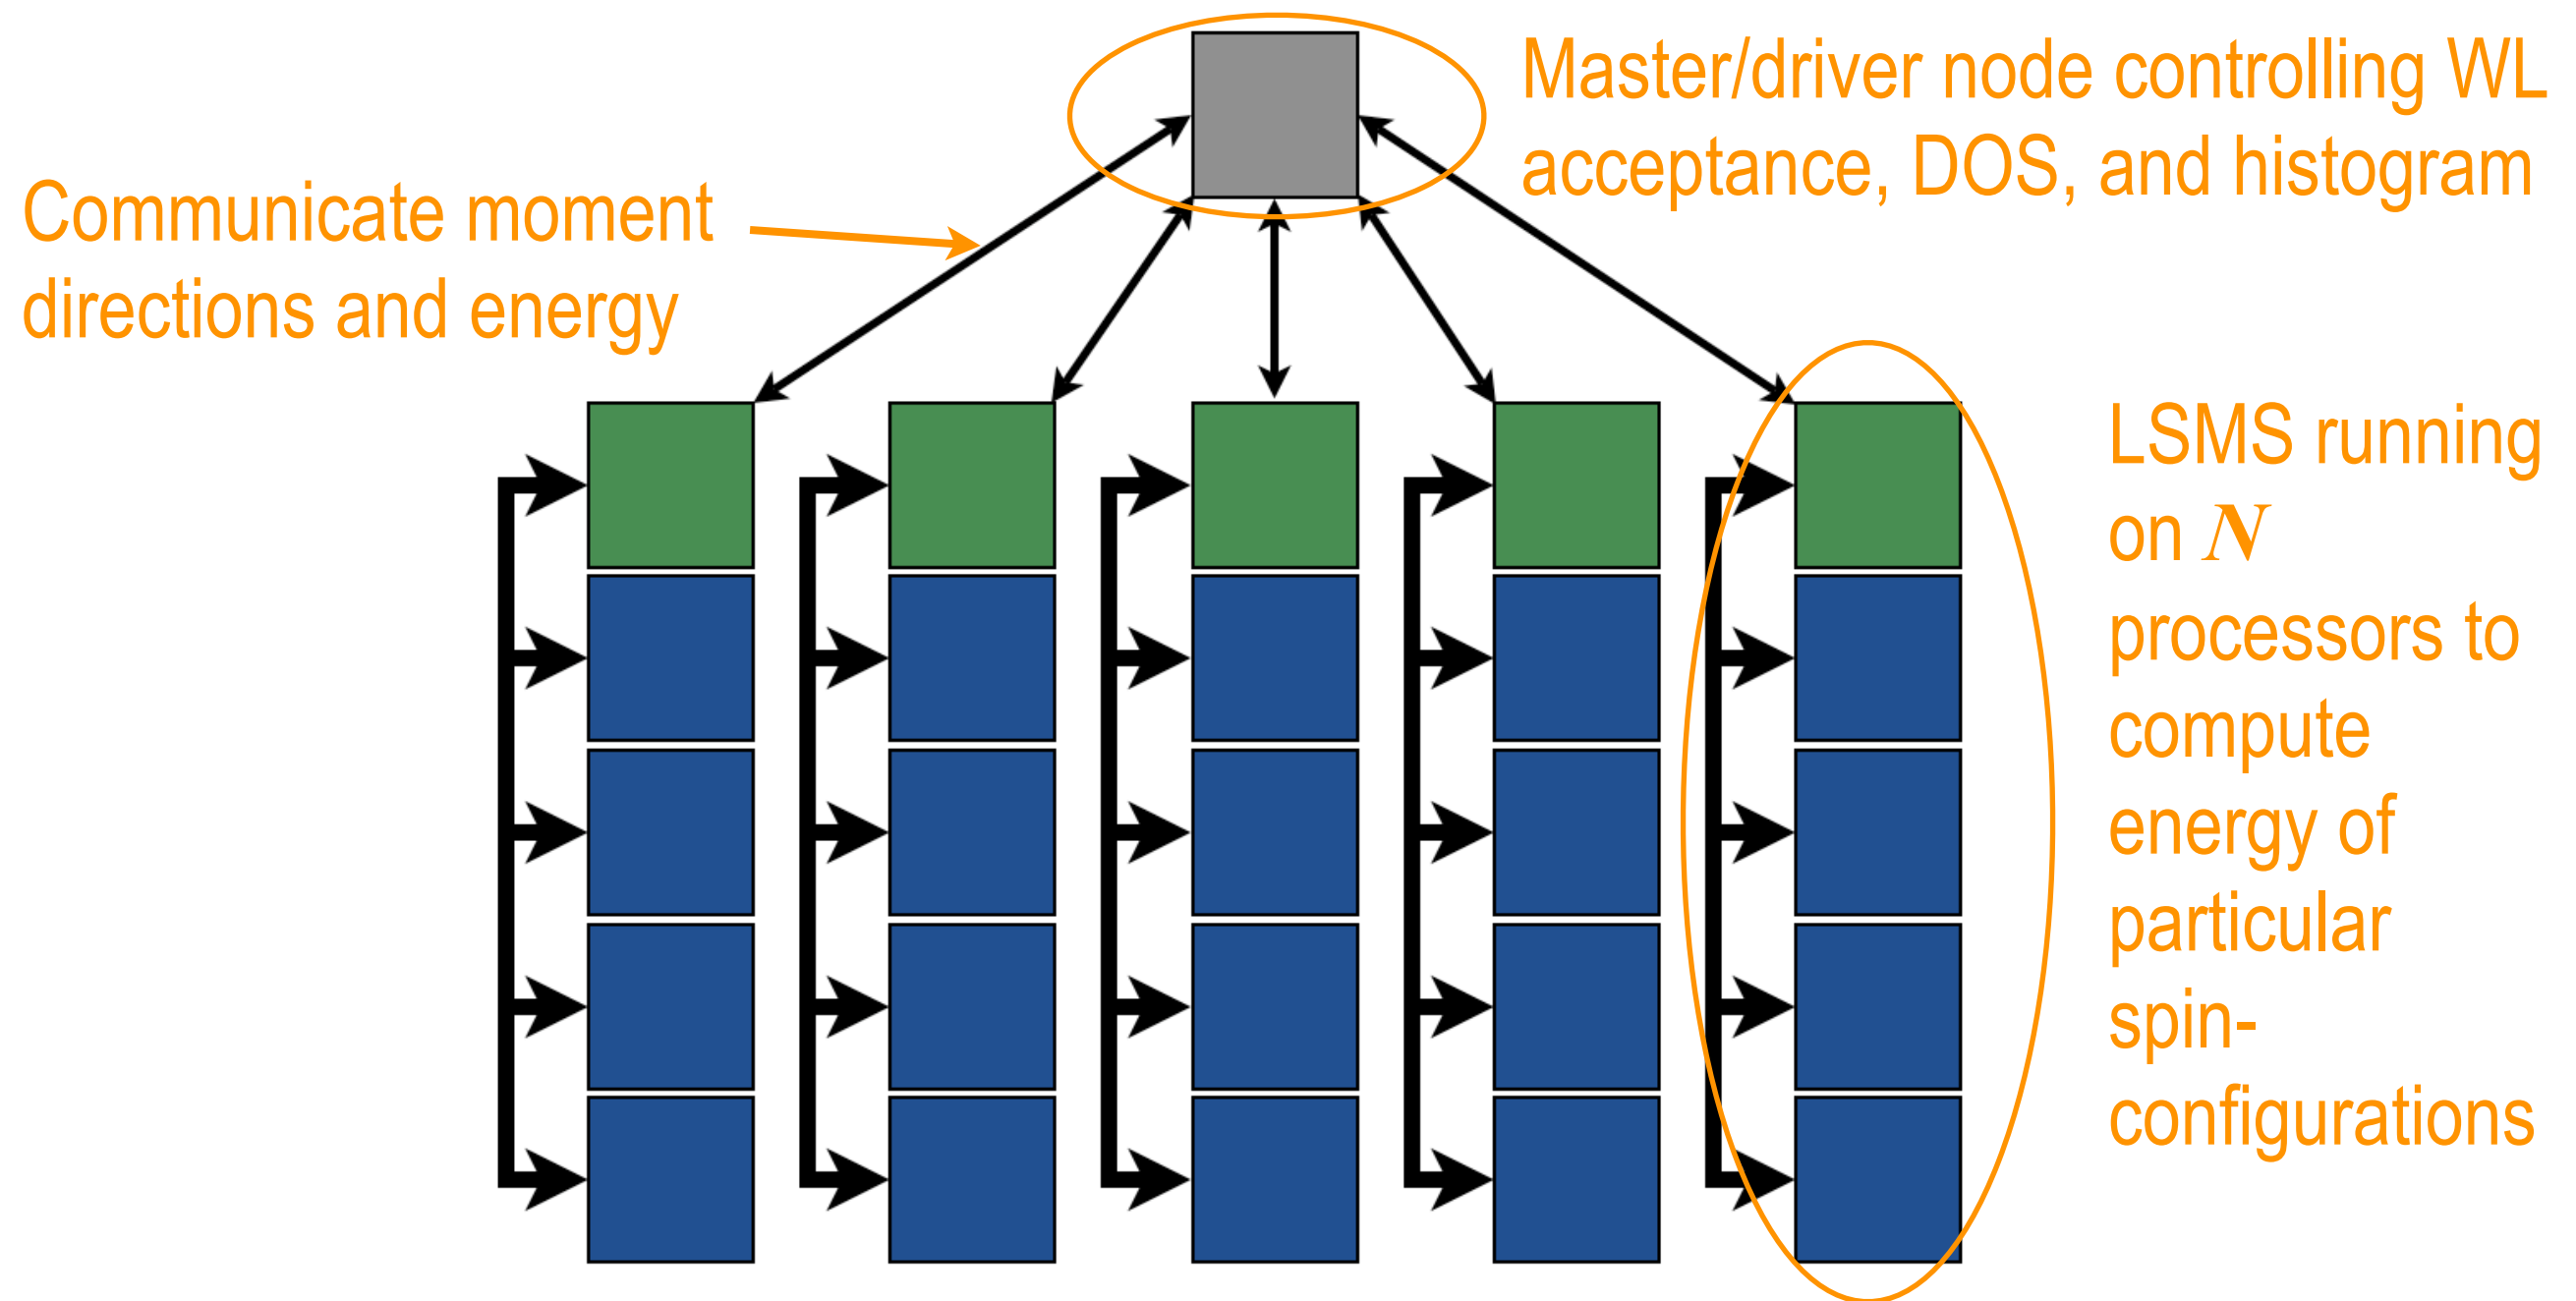 Master/driver node controlling WL
acceptance, DOS, and histogram
Communicate moment
directions and energy
LSMS running
on N
processors to
compute
energy of
particular
spin-
configurations